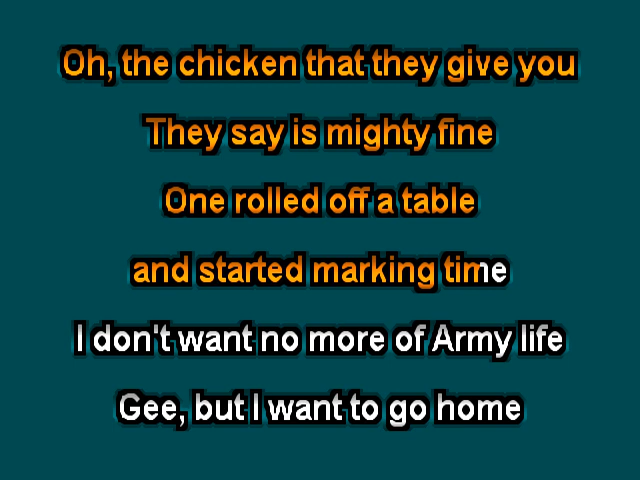 Oh, the chicken that they give you
They say is mighty fine
One rolled off a table
and started marking time
I don't want no more of Army life
Gee, but I want to go home